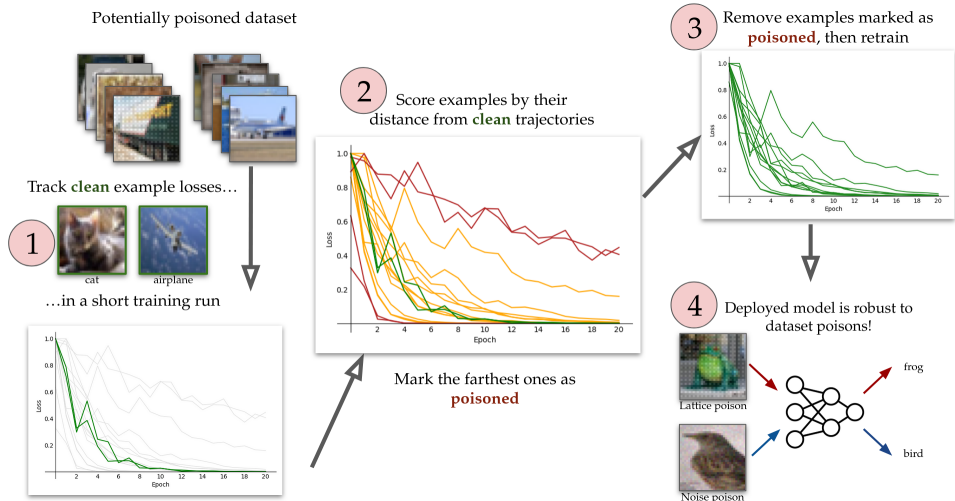 Potentially poisoned dataset
Track clean example losses…
1
cat
airplane
…in a short training run
1.0
0.8
0.6
0.4
0.2
Loss
2 4 6 8 10 12 14 16 18 20
Epoch
2
Score examples by their
distance from clean trajectories
1.0
0.8
0.6
0.4
0.2
Loss
2 4 6 8 10 12 14 16 18 20
Epoch
Mark the farthest ones as
poisoned
3
Remove examples marked as
poisoned, then retrain
1.0
0.8
0.6
0.4
0.2
Loss
2 4 6 8 10 12 14 16 18 20
Epoch
4
Deployed model is robust to
dataset poisons!
Lattice poison
Noise poison
frog
bird